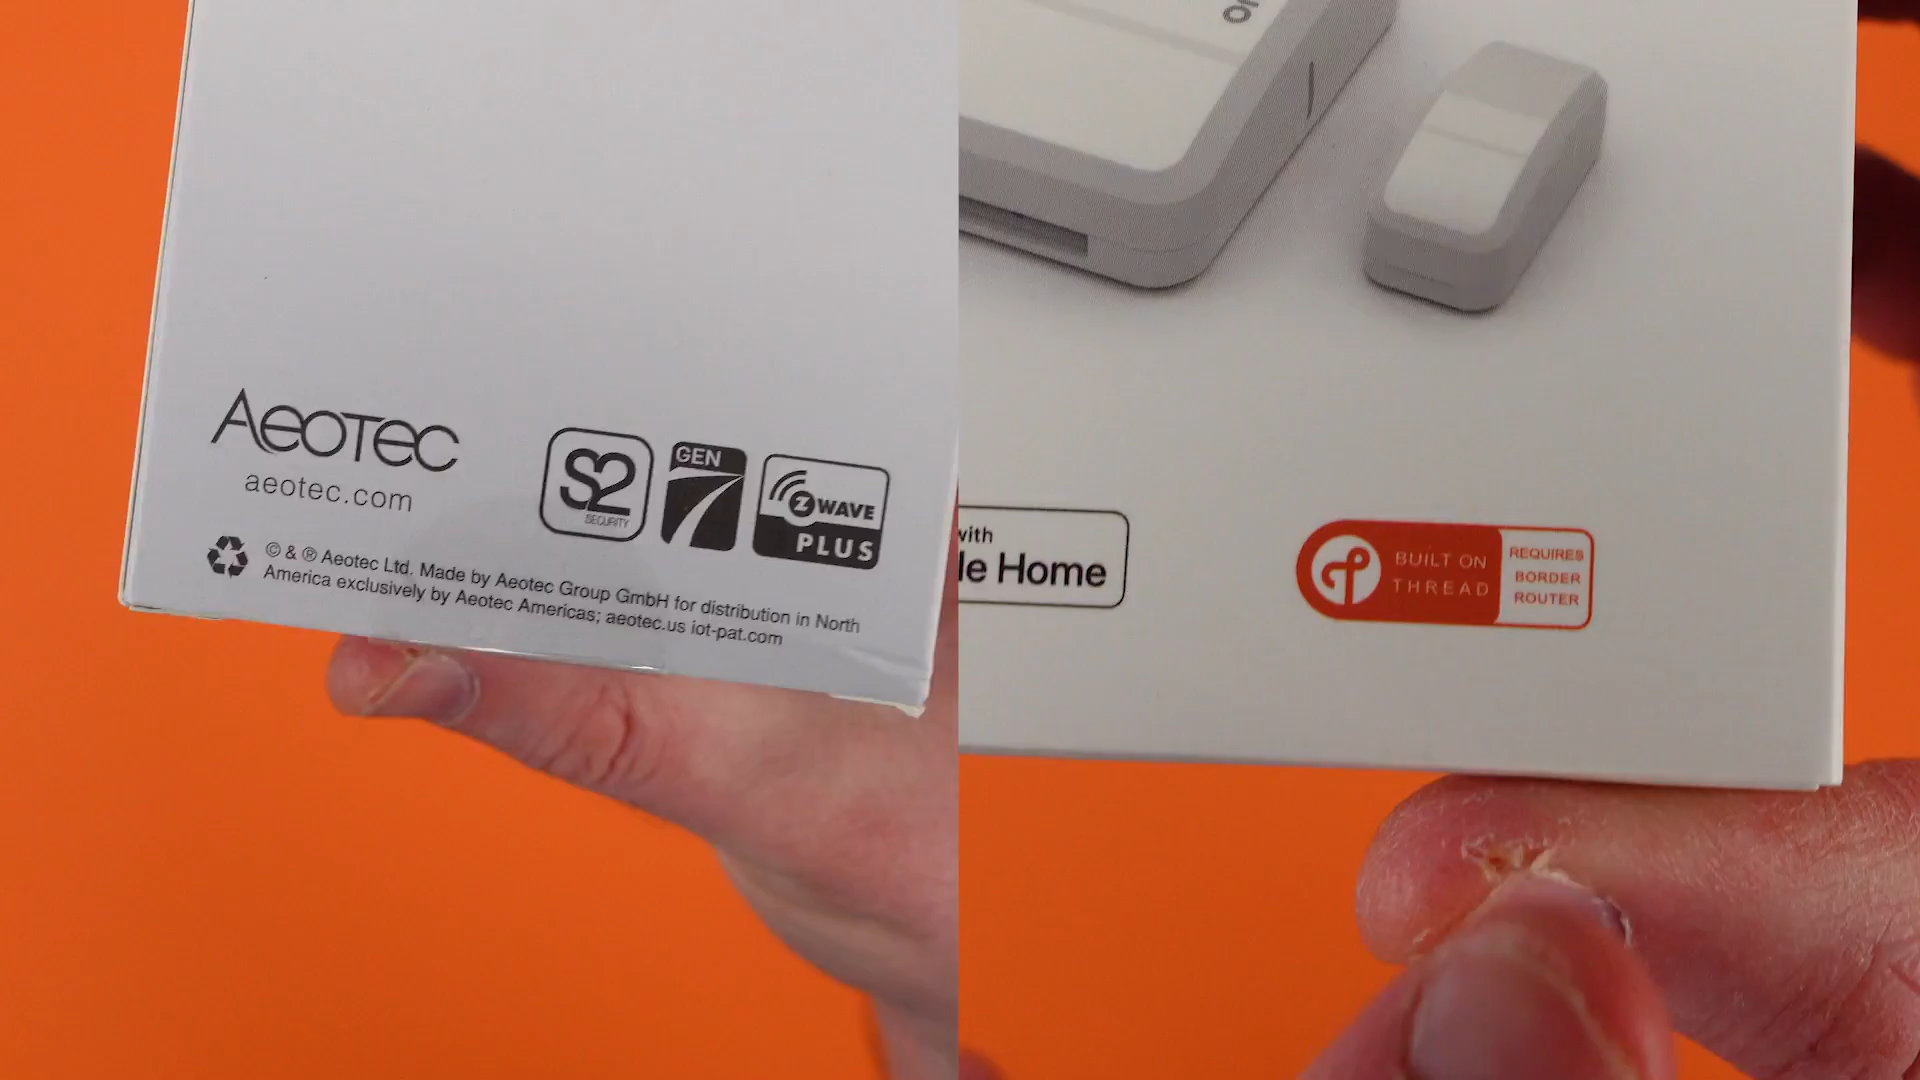 AEOTEC
aeotec.com
S2
SECURITY
GEN
7
Z WAVE
PLUS
© & ® Aeotec Ltd. Made by Aeotec Group GmbH for distribution in North
America exclusively by Aeotec Americas; aeotec.us iot-pat.com
with
le Home
BUILT ON
THREAD
REQUIRES
BORDER
ROUTER